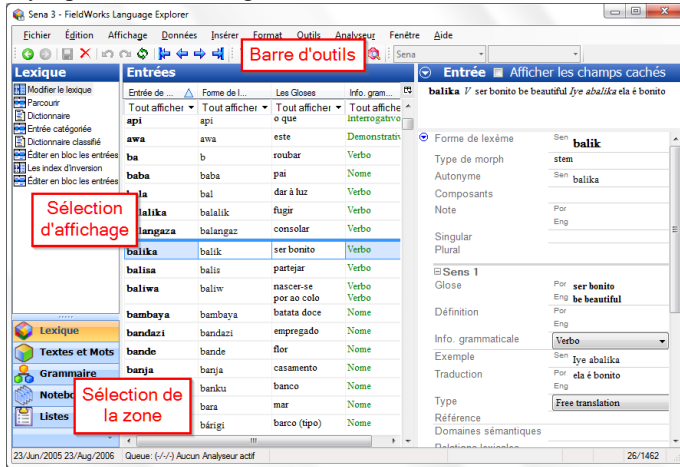 Sena 3 - FieldWorks Language Explorer
Fichier Édition Affichage Données Insérer Format Outils Analyseur Fenêtre Aide
Barre d'outils
Sena
Lexique
Modifier le lexique
Parcourir
Dictionnaire
Entrée catégoriée
Dictionnaire classifié
Éditer en bloc les entrées
Les index d'inversion
Éditer en bloc les entrées
Sélection
d'affichage
Lexique
Textes et Mots
Grammaire
Notebo
Listes
Sélection de
la zone
Entrées
Entrée de ... Forme de l... Les Gloses Info. gram...
Tout afficher Tout afficher Tout afficher Tout affiche
api api o que Interrogativo
awa awa este Demonstrativ
ba b roubar Verbo
baba baba pai Nome
bala bal dar à luz Verbo
balalika balalik fugir Verbo
balangaza balangaz consolar Verbo
balika balik ser bonito Verbo
balisa balis partejar Verbo
baliwa baliw nascer-se Verbo
por ao colo Verbo
bambaya bambaya batata doce Nome
bandazi bandazi empregado Nome
bande bande flor Nome
banja banja casamento Nome
banku banco Nome
bara mar Nome
bárigi barco (tipo) Nome
Entrée Afficher les champs cachés
balika V ser bonito be beautiful Iye abalika ela é bonito
Forme de lexème Sen balik
Type de morph stem
Autonyme Sen balika
Composants
Note Por
Eng
Singular
Plural
Sens 1
Glose Por ser bonito
Eng be beautiful
Définition Por
Eng
Info. grammaticale Verbo
Exemple Sen Iye abalika
Traduction Por ela é bonito
Eng
Type Free translation
Référence
Domaines sémantiques
Relations lexicales
23/Jun/2005 23/Aug/2006 Queue: (-/-/-) Aucun Analyseur actif 26/1462